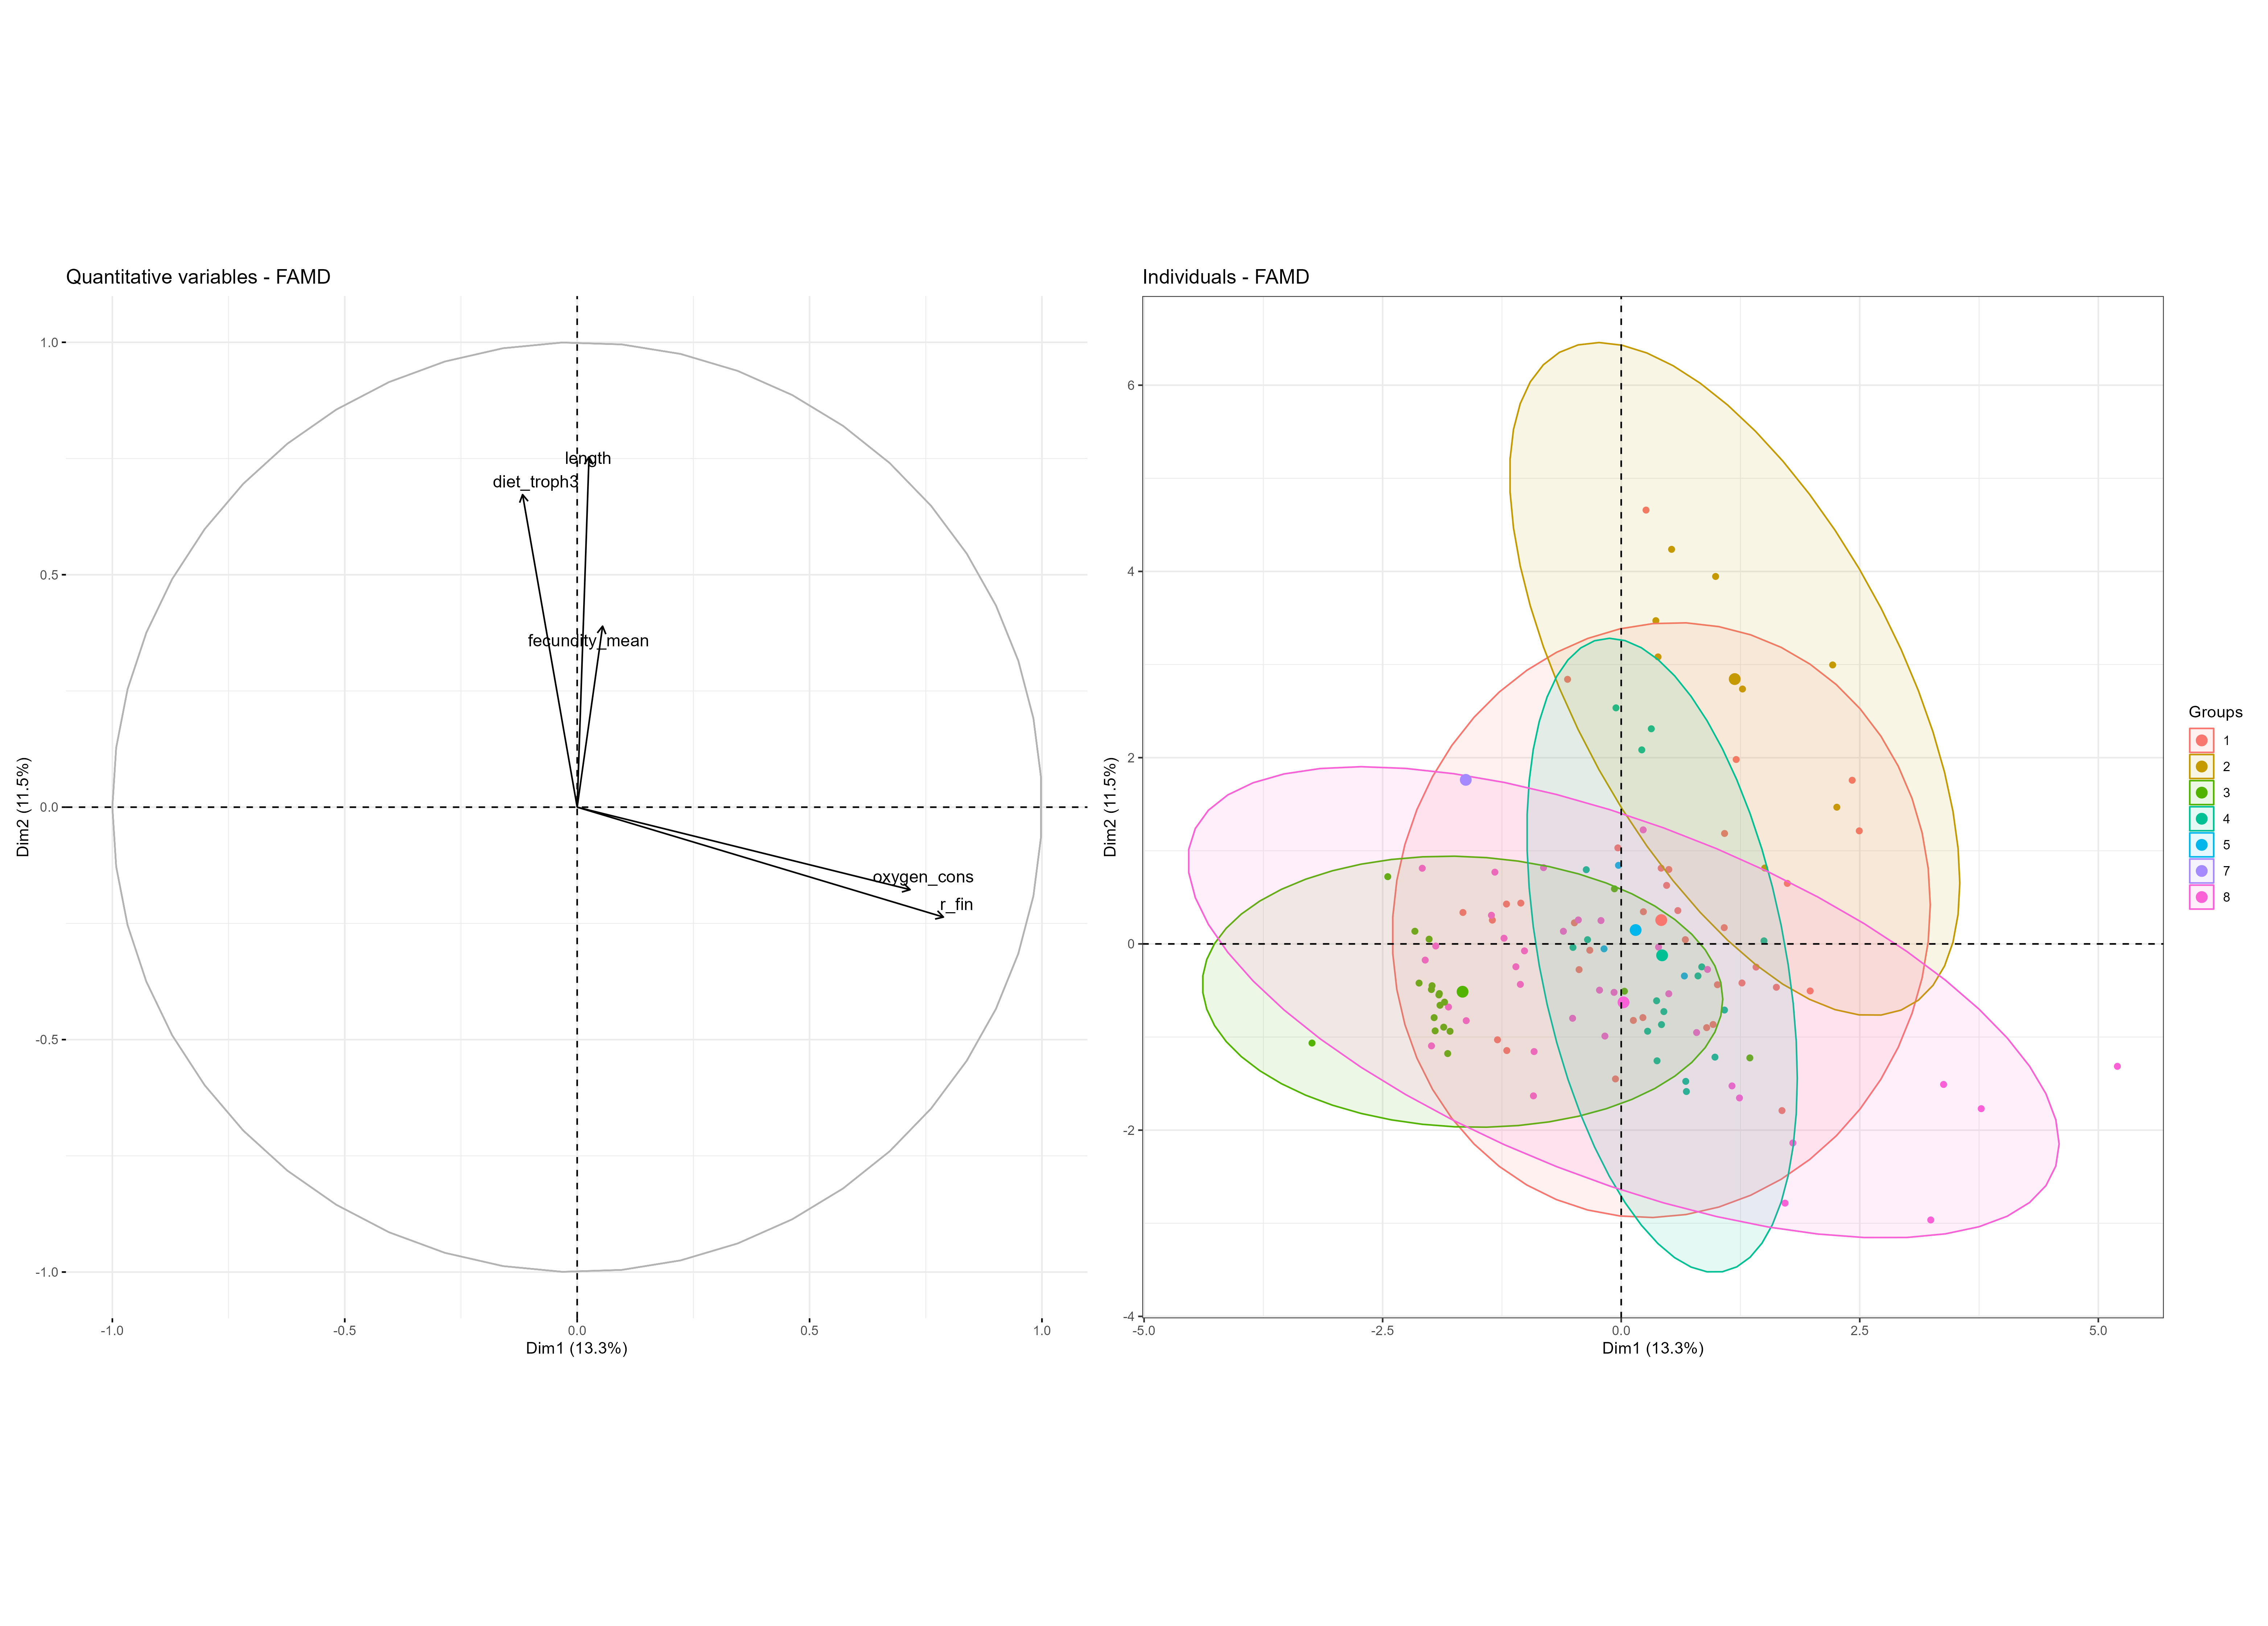 Quantitative variables - FAMD
1.0
0.5
0.0
-0.5
-1.0
Dim2 (11.5%)
length
diet_troph3
fecundity_mean
oxygen_cons
r_fin
-1.0
-0.5
0.0
0.5
1.0
Dim1 (13.3%)
Individuals - FAMD
6
4
2
0
-2
-4
Dim2 (11.5%)
-5.0
-2.5
0.0
2.5
5.0
Dim1 (13.3%)
Groups
1
2
3
4
5
7
8